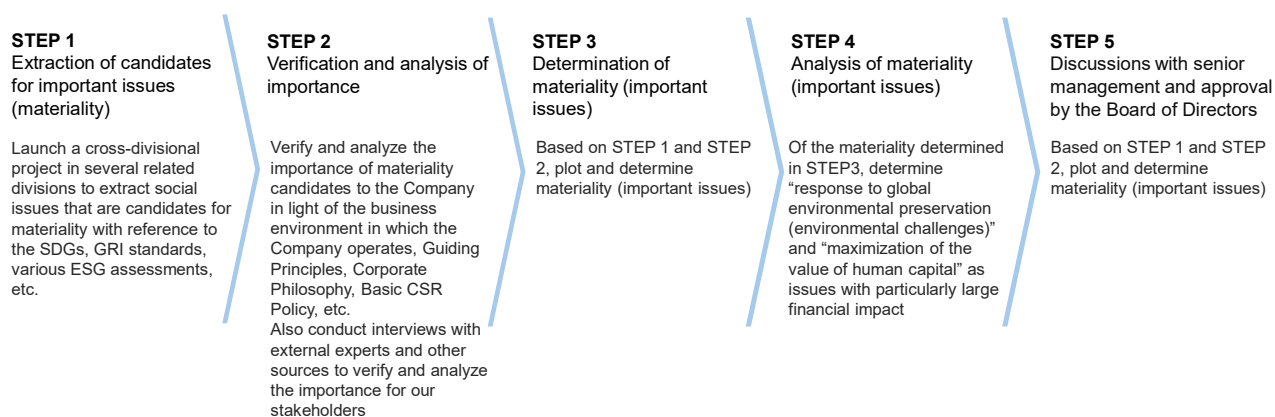 STEP 1
Extraction of candidates
for important issues
(materiality)
Launch a cross-divisional
project in several related
divisions to extract social
issues that are candidates for
materiality with reference to
the SDGs, GRI standards,
various ESG assessments,
etc.
STEP 2
Verification and analysis of
importance
Verify and analyze the
importance of materiality
candidates to the Company
in light of the business
environment in which the
Company operates, Guiding
Principles, Corporate
Philosophy, Basic CSR
Policy, etc.
Also conduct interviews with
external experts and other
sources to verify and analyze
the importance for our
stakeholders
STEP 3
Determination of
materiality (important
issues)
Based on STEP 1 and STEP
2, plot and determine
materiality (important issues)
STEP 4
Analysis of materiality
(important issues)
Of the materiality determined
in STEP3, determine
“response to global
environmental preservation
(environmental challenges)”
and “maximization of the
value of human capital” as
issues with particularly large
financial impact
STEP 5
Discussions with senior
management and approval
by the Board of Directors
Based on STEP 1 and STEP
2, plot and determine
materiality (important issues)